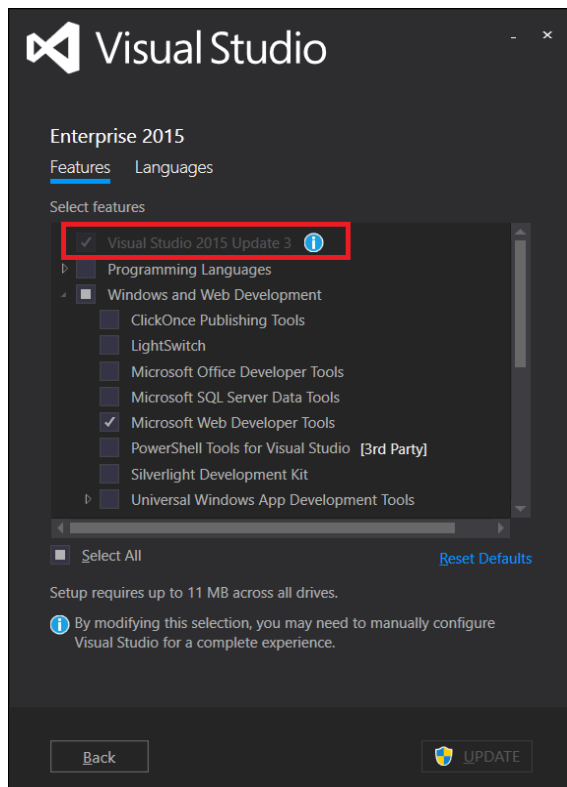 Visual Studio
Enterprise 2015
Features Languages
Select features
Visual Studio 2015 Update 3
Programming Languages
Windows and Web Development
ClickOnce Publishing Tools
LightSwitch
Microsoft Office Developer Tools
Microsoft SQL Server Data Tools
Microsoft Web Developer Tools
PowerShell Tools for Visual Studio [3rd Party]
Silverlight Development Kit
Universal Windows App Development Tools
Select All Reset Defaults
Setup requires up to 11 MB across all drives.
By modifying this selection, you may need to manually configure
Visual Studio for a complete experience.
Back UPDATE